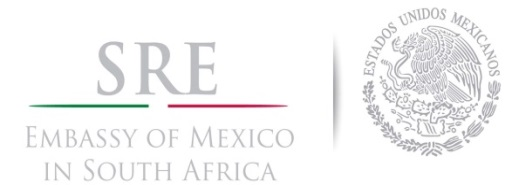 SRE
EMBASSY OF MEXICO
IN SOUTH AFRICA
ESTADOS UNIDOS MEXICANOS